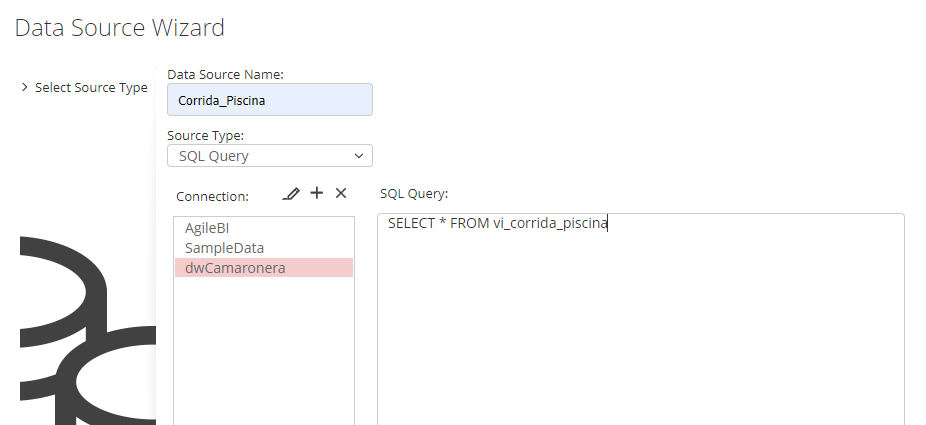 Data Source Wizard
Select Source Type
Data Source Name:
Corrida_Piscina
Source Type:
SQL Query
Connection:
AgileBI
SampleData
dwCamaronera
SQL Query:
SELECT * FROM vi_corrida_piscina